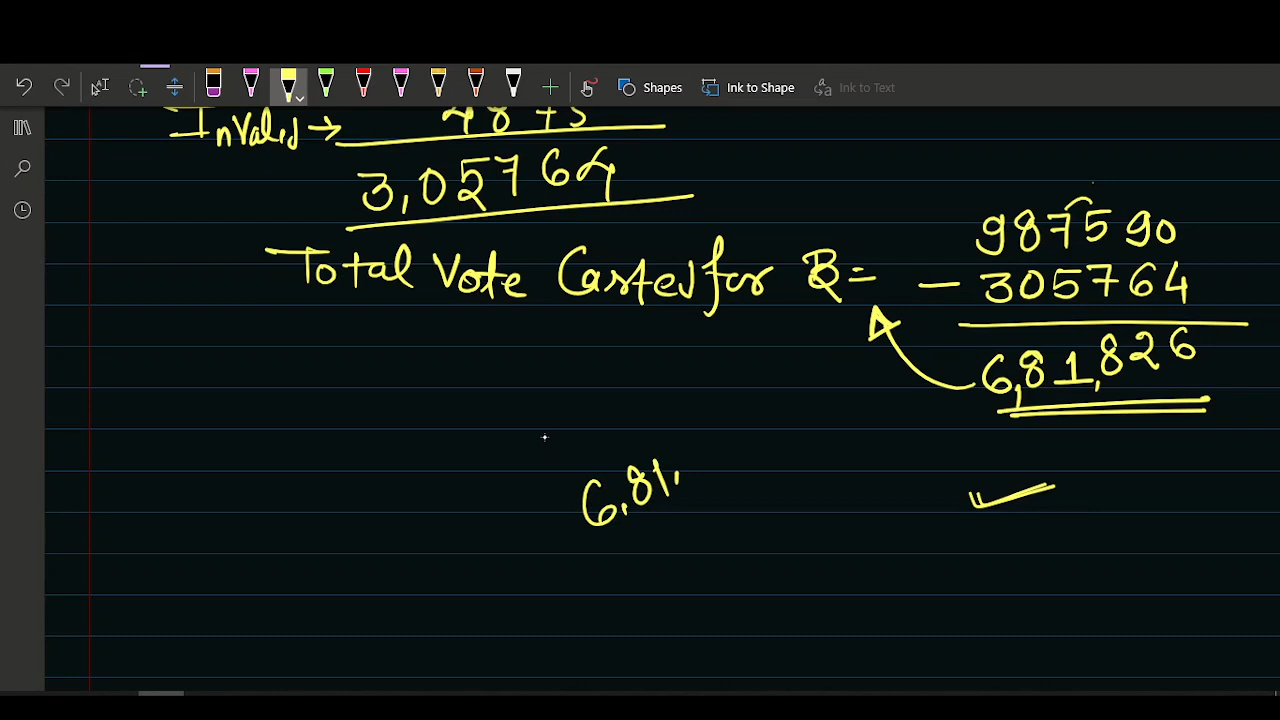 Shapes Ink to Shape Ink to Text
Invalid → 4875
3,05764
Total Vote Casted for B =
987590
- 305764
6,81,826
6,81,